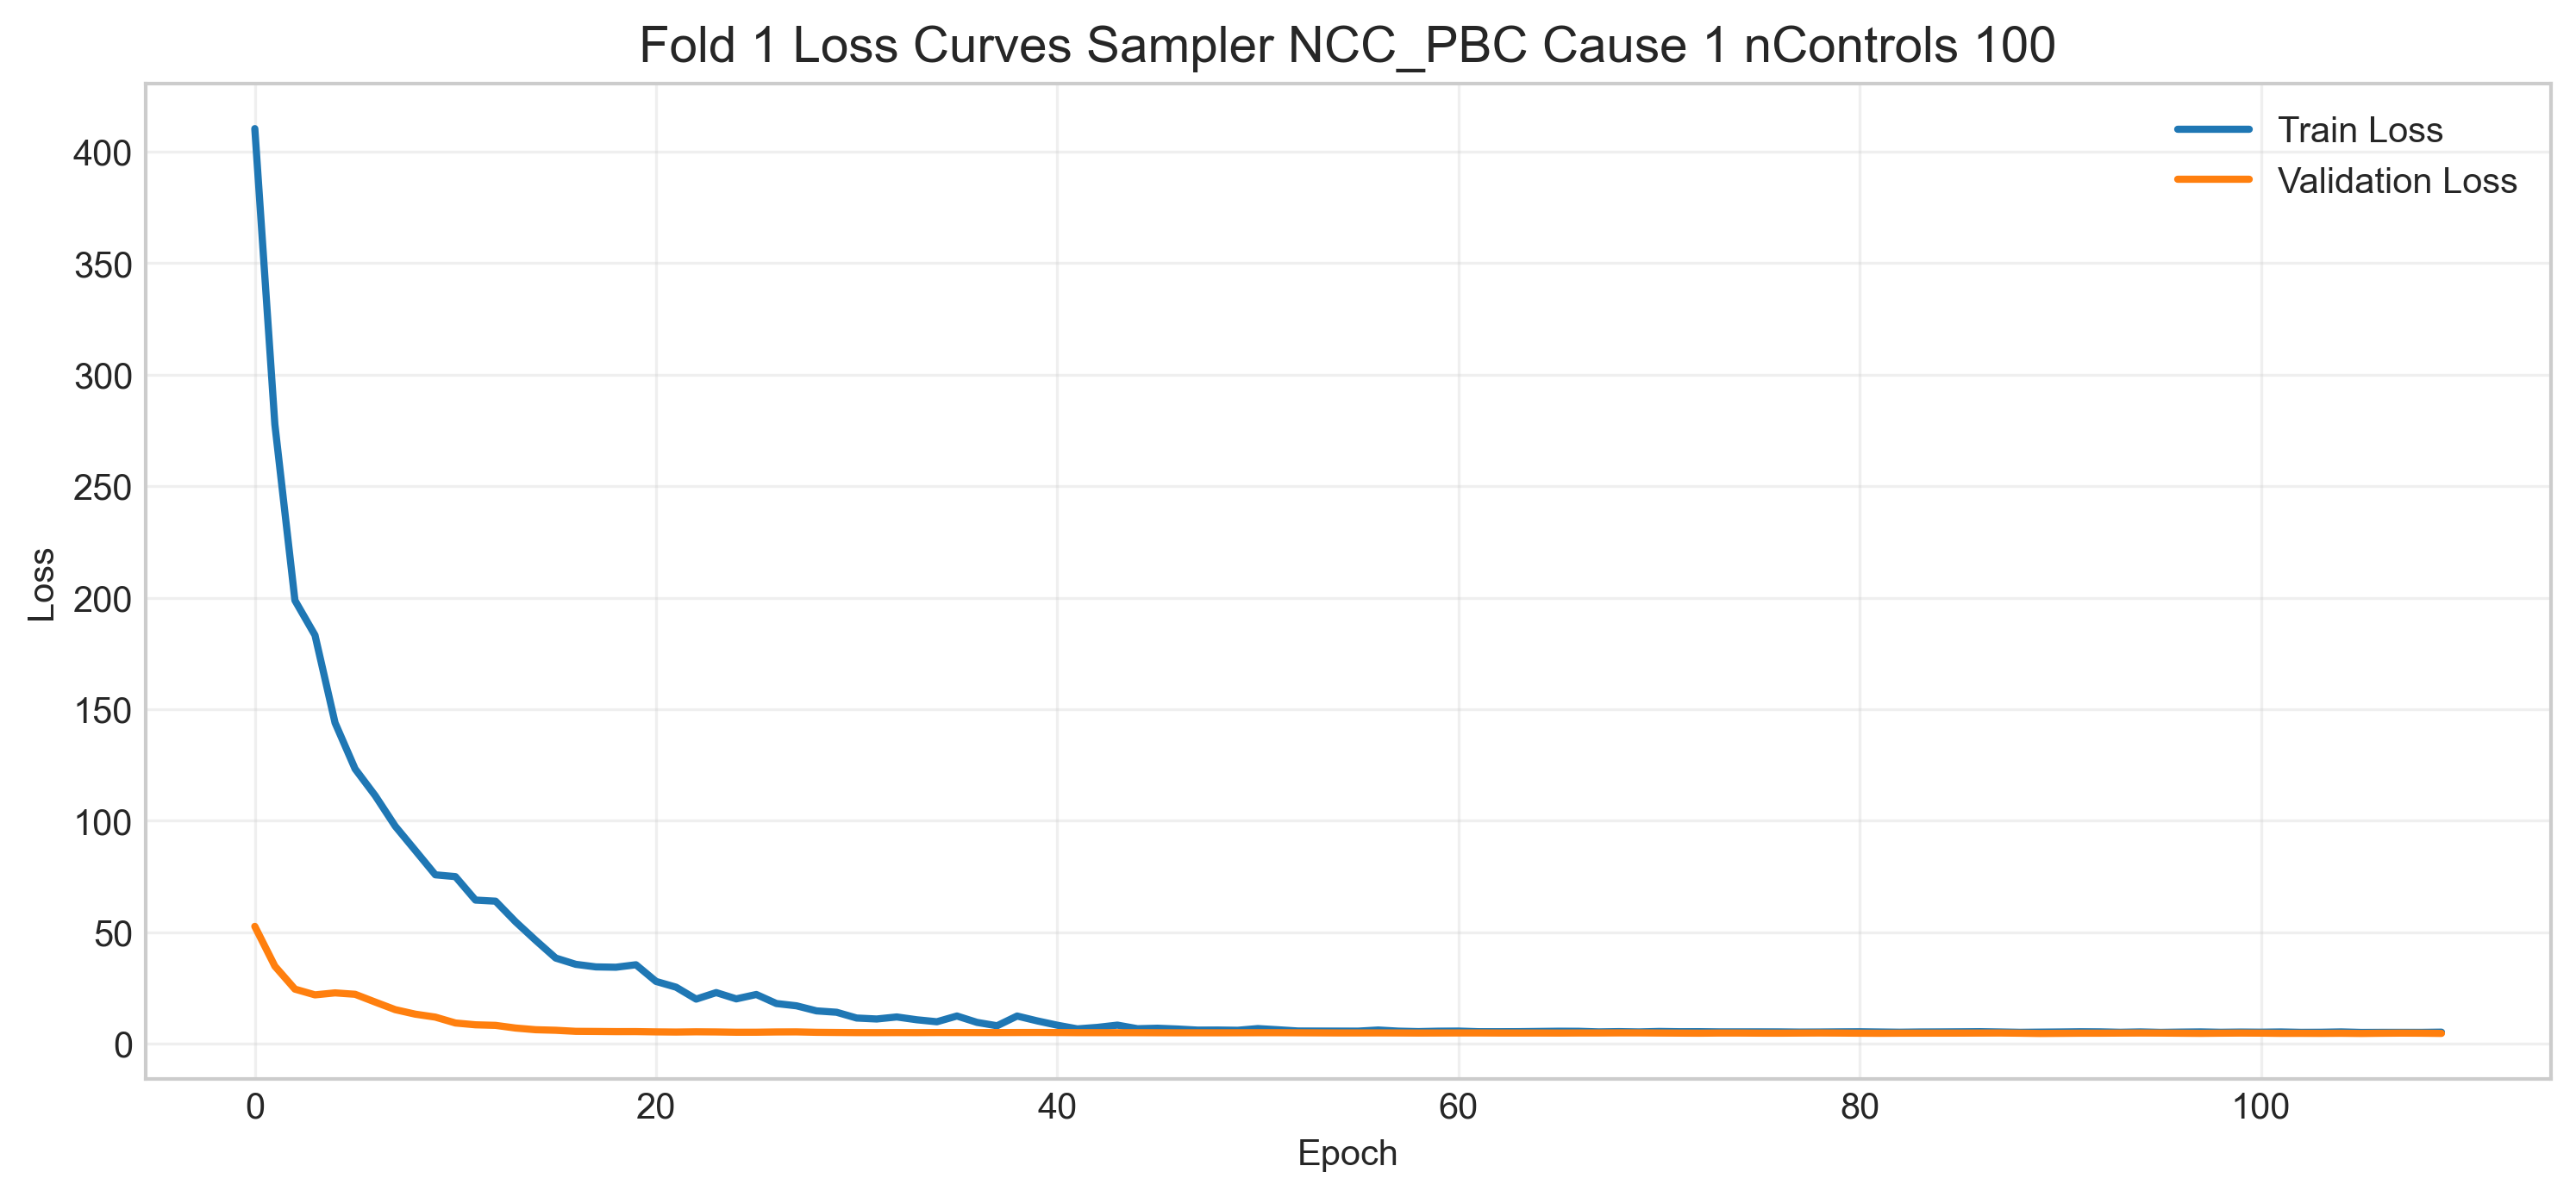 Fold 1 Loss Curves Sampler NCC_PBC Cause 1 nControls 100
Train Loss
Validation Loss
Loss
400
350
300
250
200
150
100
50
0
0 20 40 60 80 100
Epoch